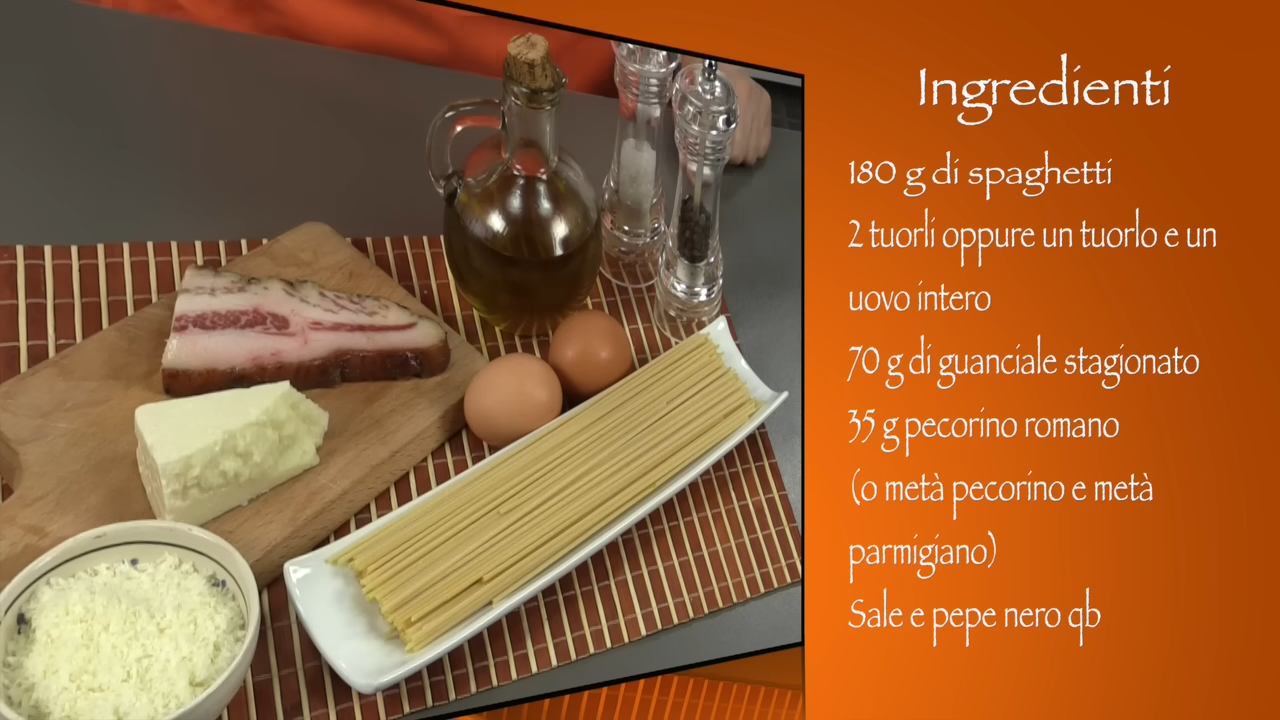 Ingredienti
180 g di spaghetti
2 tuorli oppure un tuorlo e un
uovo intero
70 g di guanciale stagionato
35 g pecorino romano
(o metà pecorino e metà
parmigiano)
Sale e pepe nero qb